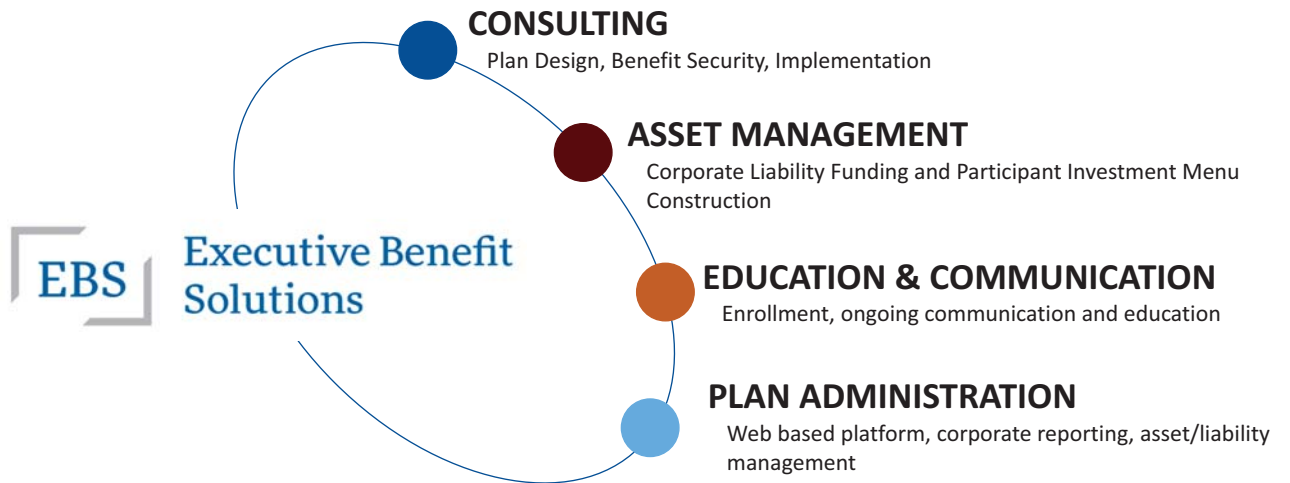 CONSULTING
Plan Design, Benefit Security, Implementation
ASSET MANAGEMENT
Corporate Liability Funding and Participant Investment Menu
Construction
EBS
Executive Benefit
Solutions
EDUCATION & COMMUNICATION
Enrollment, ongoing communication and education
PLAN ADMINISTRATION
Web based platform, corporate reporting, asset/liability
management